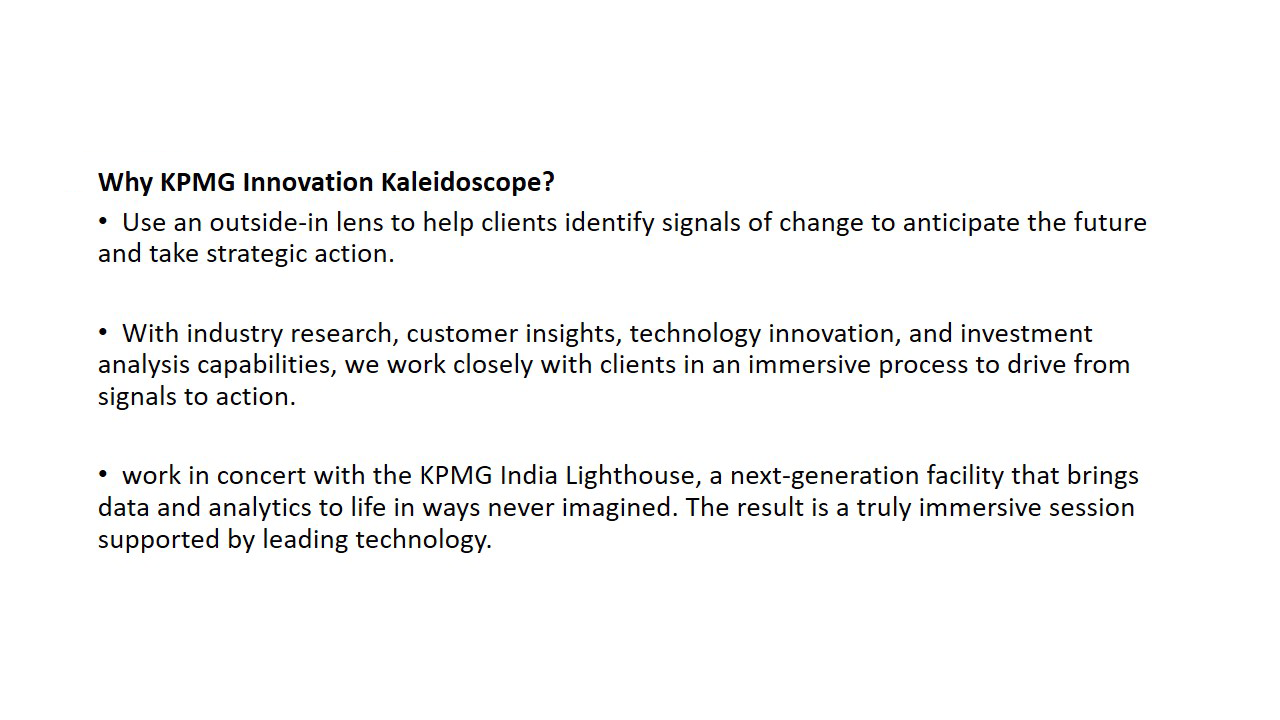 Why KPMG Innovation Kaleidoscope?
• Use an outside-in lens to help clients identify signals of change to anticipate the future
and take strategic action.
• With industry research, customer insights, technology innovation, and investment
analysis capabilities, we work closely with clients in an immersive process to drive from
signals to action.
• work in concert with the KPMG India Lighthouse, a next-generation facility that brings
data and analytics to life in ways never imagined. The result is a truly immersive session
supported by leading technology.